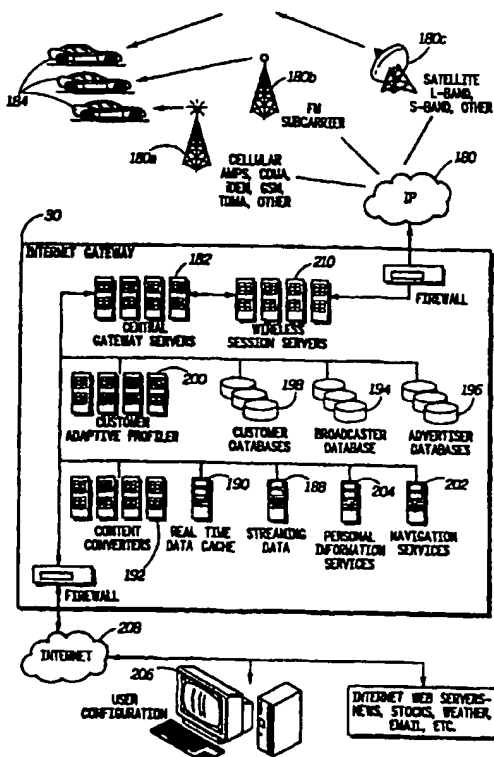 180c
184
180b
SATELLITE
L-BAND,
S-BAND, OTHER
FM
SUBCARRIER
180a
CELLULAR
AMPS, CDMA,
iDEN, GSM,
TDMA, OTHER
180
IP
30
INTERNET GATEWAY
182
210
FIREWALL
CENTRAL
GATEWAY SERVERS
WIRELESS
SESSION SERVERS
200
198
194
196
CUSTOMER
ADAPTIVE PROFILER
CUSTOMER
DATABASES
BROADCASTER
DATABASE
ADVERTISER
DATABASES
190
188
204
202
CONTENT
CONVERTERS
REAL TIME
DATA CACHE
STREAMING
DATA
PERSONAL
INFORMATION
SERVICES
NAVIGATION
SERVICES
192
FIREWALL
208
INTERNET
206
USER
CONFIGURATION
INTERNET WEB SERVERS-
NEWS, STOCKS, WEATHER,
EMAIL, ETC.